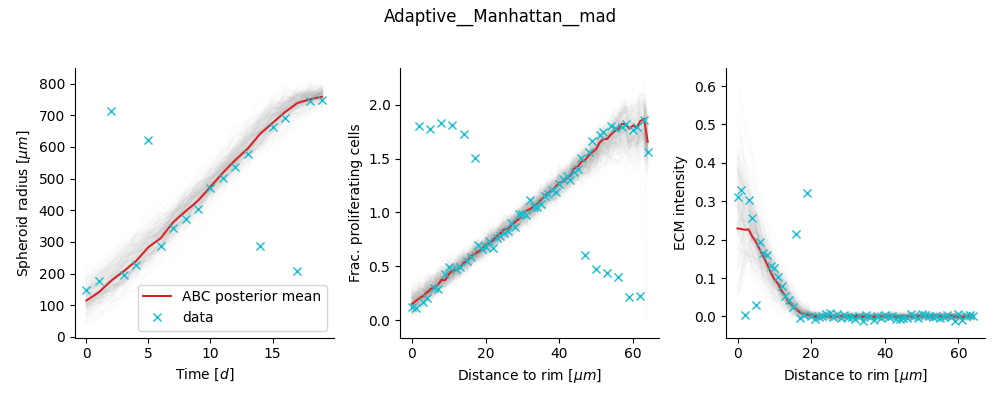 Adaptive__Manhattan__mad
Spheroid radius [μm]
800
700
600
500
400
300
200
100
0
ABC posterior mean
data
0 5 10 15
Time [d]
Frac. proliferating cells
2.0
1.5
1.0
0.5
0.0
0 20 40 60
Distance to rim [μm]
ECM intensity
0.6
0.5
0.4
0.3
0.2
0.1
0.0
0 20 40 60
Distance to rim [μm]